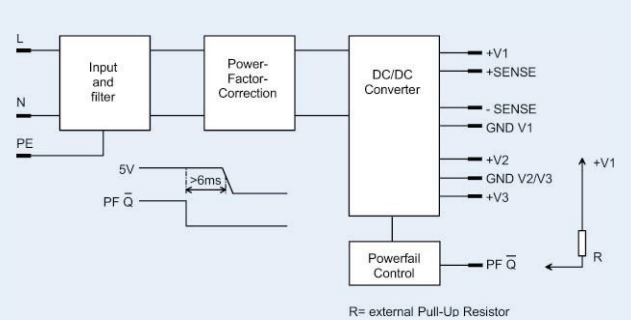 L
Input
and
filter
Power-
Factor-
Correction
DC/DC
Converter
+V1
+SENSE
N
- SENSE
GND V1
PE
5V
>6ms
PF Q̅
+V2
GND V2/V3
+V3
+V1
Powerfail
Control
PF Q̅
R
R= external Pull-Up Resistor